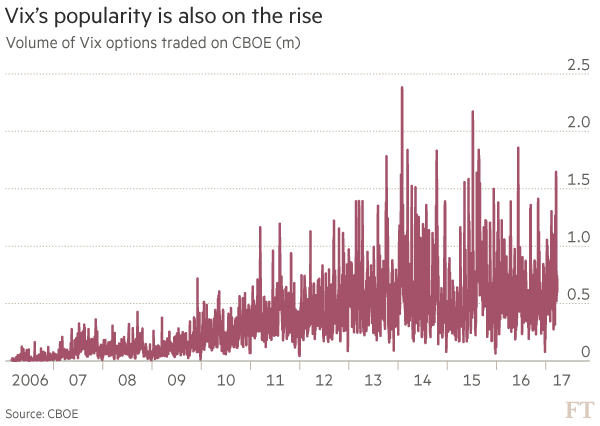 Vix's popularity is also on the rise
Volume of Vix options traded on CBOE (m)
2.5
2.0
1.5
1.0
0.5
0
2006 07 08 09 10 11 12 13 14 15 16 17
Source: CBOE
FT